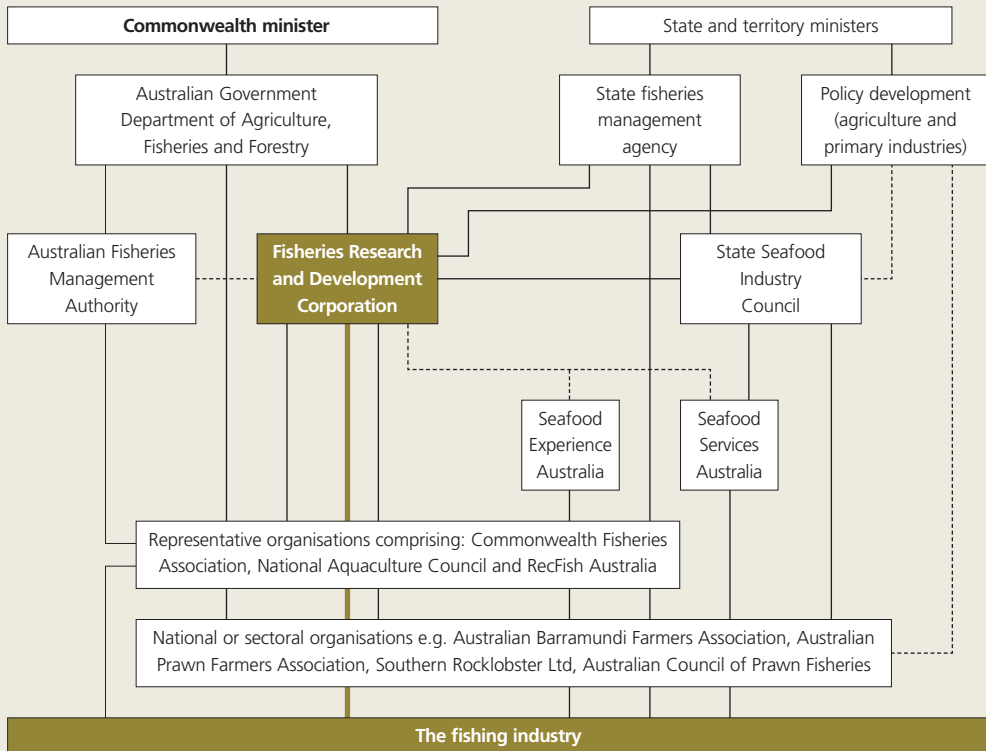 Commonwealth minister
State and territory ministers
Australian Government
Department of Agriculture,
Fisheries and Forestry
State fisheries
management
agency
Policy development
(agriculture and
primary industries)
Australian Fisheries
Management
Authority
Fisheries Research
and Development
Corporation
State Seafood
Industry
Council
Seafood
Experience
Australia
Seafood
Services
Australia
Representative organisations comprising: Commonwealth Fisheries
Association, National Aquaculture Council and RecFish Australia
National or sectoral organisations e.g. Australian Barramundi Farmers Association, Australian
Prawn Farmers Association, Southern Rocklobster Ltd, Australian Council of Prawn Fisheries
The fishing industry